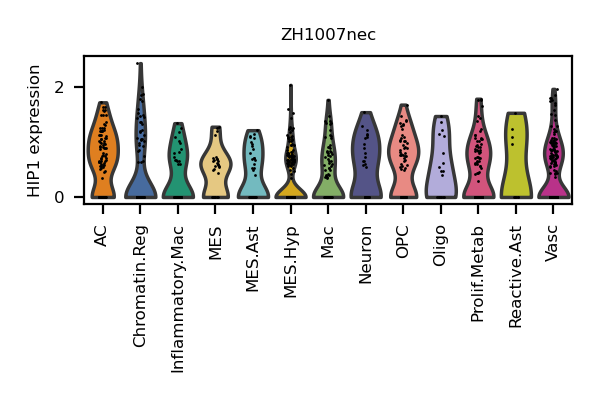 ZH1007nec
HIP1 expression
2
0
AC
Chromatin.Reg
Inflammatory.Mac
MES
MES.Ast
MES.Hyp
Mac
Neuron
OPC
Oligo
Prolif.Metab
Reactive.Ast
Vasc